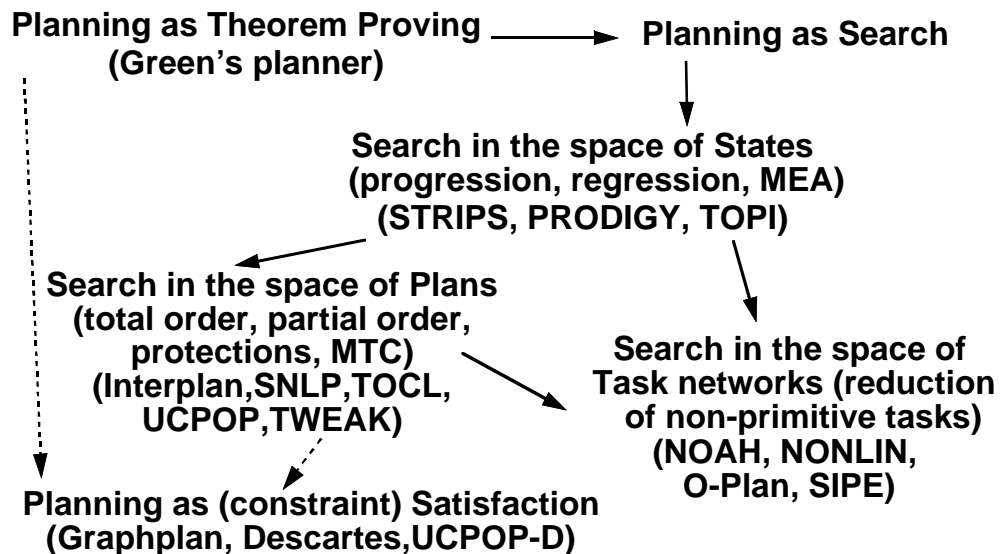 Planning as Theorem Proving
(Green's planner)
Planning as Search
Search in the space of States
(progression, regression, MEA)
(STRIPS, PRODIGY, TOPI)
Search in the space of Plans
(total order, partial order,
protections, MTC)
(Interplan,SNLP,TOCL,
UCPOP,TWEAK)
Search in the space of
Task networks (reduction
of non-primitive tasks)
(NOAH, NONLIN,
O-Plan, SIPE)
Planning as (constraint) Satisfaction
(Graphplan, Descartes,UCPOP-D)